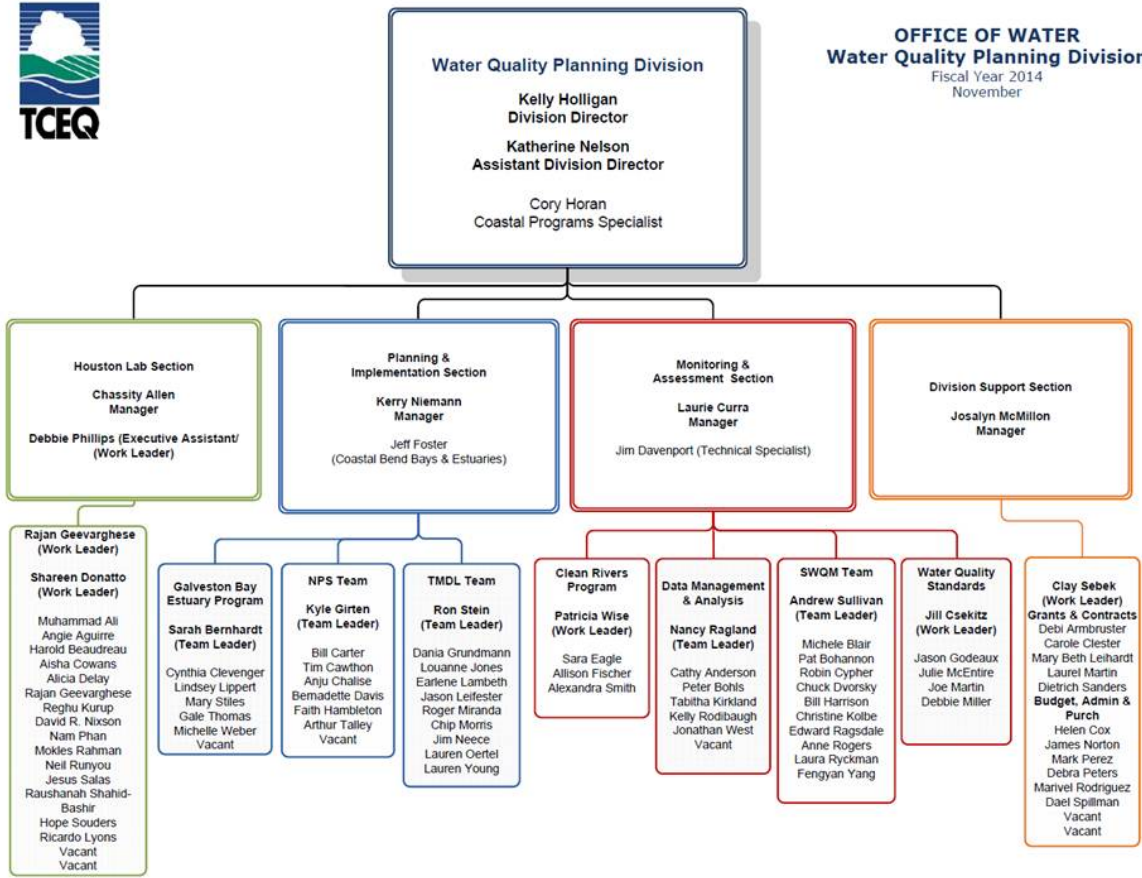 TCEQ
OFFICE OF WATER
Water Quality Planning Division
Fiscal Year 2014
November
Water Quality Planning Division
Kelly Holligan
Division Director
Katherine Nelson
Assistant Division Director
Cory Horan
Coastal Programs Specialist
Houston Lab Section
Chassity Allen
Manager
Debbie Phillips (Executive Assistant/
(Work Leader)
Planning &
Implementation Section
Kerry Niemann
Manager
Jeff Foster
(Coastal Bend Bays & Estuaries)
Monitoring &
Assessment Section
Laurie Curra
Manager
Jim Davenport (Technical Specialist)
Division Support Section
Josalyn McMillon
Manager
Rajan Geevarghese
(Work Leader)
Shareen Donatto
(Work Leader)
Muhammad Ali
Angie Aguirre
Harold Beaudreau
Aisha Cowans
Alicia Delay
Rajan Geevarghese
Reghu Kurup
David R. Nixson
Nam Phan
Mokles Rahman
Neil Runyou
Jesus Salas
Raushanah Shahid-
Bashir
Hope Souders
Ricardo Lyons
Vacant
Vacant
Galveston Bay
Estuary Program
Sarah Bernhardt
(Team Leader)
Cynthia Clevenger
Lindsey Lippert
Mary Stiles
Gale Thomas
Michelle Weber
Vacant
NPS Team
Kyle Girten
(Team Leader)
Bill Carter
Tim Cawthon
Anju Chalise
Bernadette Davis
Faith Hambleton
Arthur Talley
Vacant
TMDL Team
Ron Stein
(Team Leader)
Dania Grundmann
Louanne Jones
Earlene Lambeth
Jason Leifester
Roger Miranda
Chip Morris
Jim Neece
Lauren Oertel
Lauren Young
Clean Rivers
Program
Patricia Wise
(Work Leader)
Sara Eagle
Allison Fischer
Alexandra Smith
Data Management
& Analysis
Nancy Ragland
(Team Leader)
Cathy Anderson
Peter Bohls
Tabitha Kirkland
Kelly Rodibaugh
Jonathan West
Vacant
SWQM Team
Andrew Sullivan
(Team Leader)
Michele Blair
Pat Bohannon
Robin Cypher
Chuck Dvorsky
Bill Harrison
Christine Kolbe
Edward Ragsdale
Anne Rogers
Laura Ryckman
Fengyan Yang
Water Quality
Standards
Jill Csekitz
(Work Leader)
Jason Godeaux
Julie McEntire
Joe Martin
Debbie Miller
Clay Sebek
(Work Leader)
Grants & Contracts
Debi Armbruster
Carole Clester
Mary Beth Leihardt
Laurel Martin
Dietrich Sanders
Budget, Admin &
Purch
Helen Cox
James Norton
Mark Perez
Debra Peters
Marivel Rodriguez
Dael Spillman
Vacant
Vacant